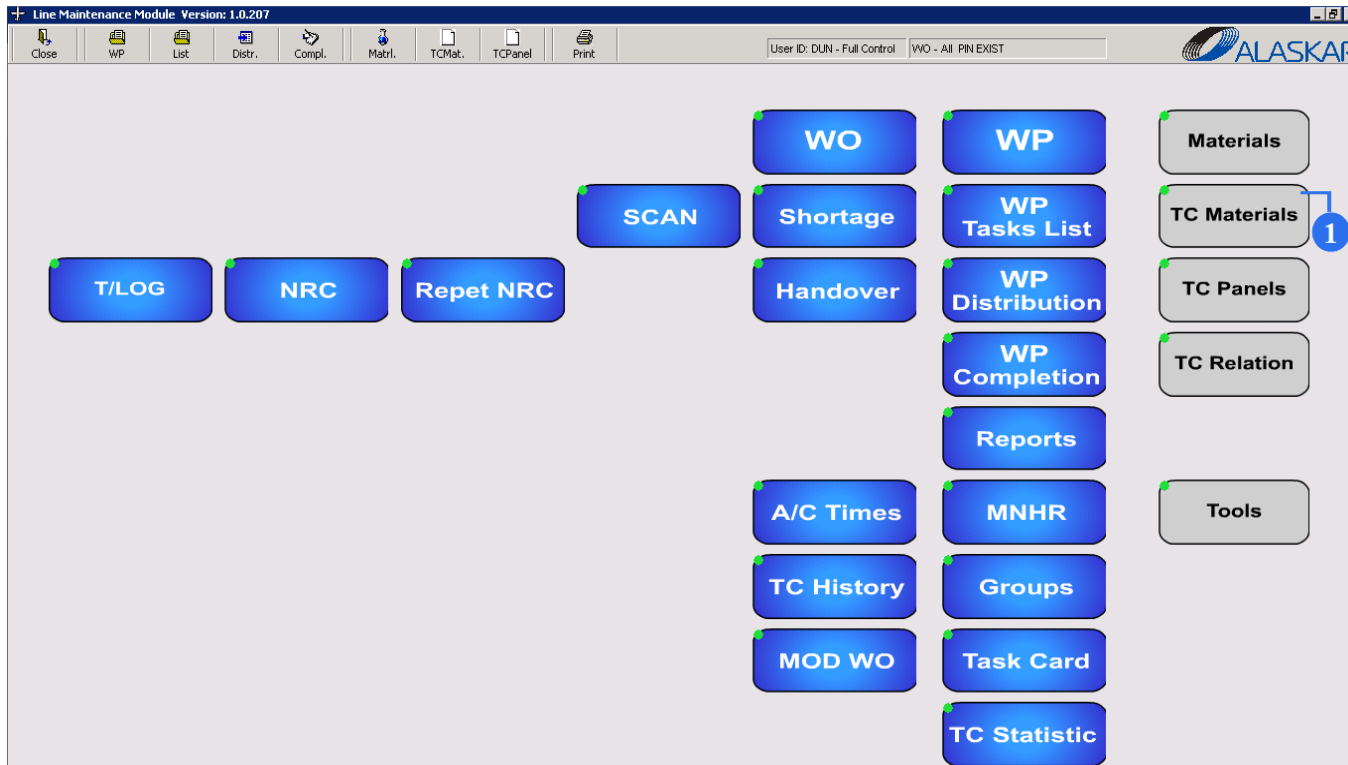 Line Maintenance Module Version: 1.0.207
Close WP List Distr. Compl. Matrl. TCMat. TCPanel Print
User ID: DUN - Full Control WO - All PIN EXIST
ALASKAR
WO WP Materials
SCAN Shortage WP
Tasks List TC Materials
1
T/LOG NRC Repet NRC Handover WP
Distribution TC Panels
WP
Completion TC Relation
Reports
A/C Times MNHR Tools
TC History Groups
MOD WO Task Card
TC Statistic